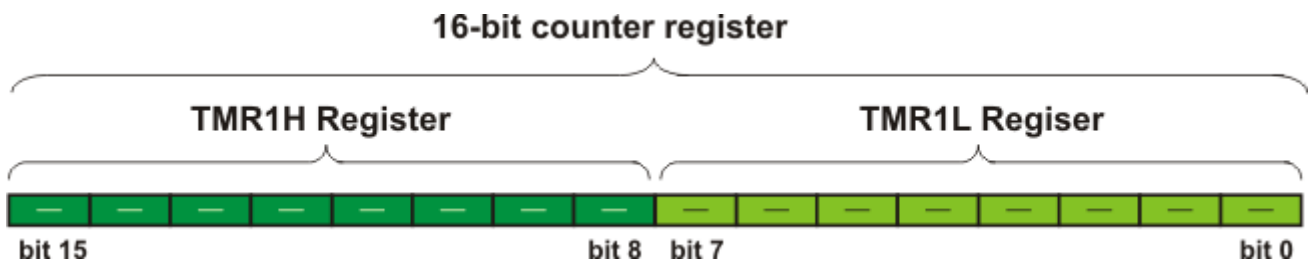 16-bit counter register
TMR1H Register TMR1L Regiser
— — — — — — — — — — — — — — — —
bit 15 bit 8 bit 7 bit 0